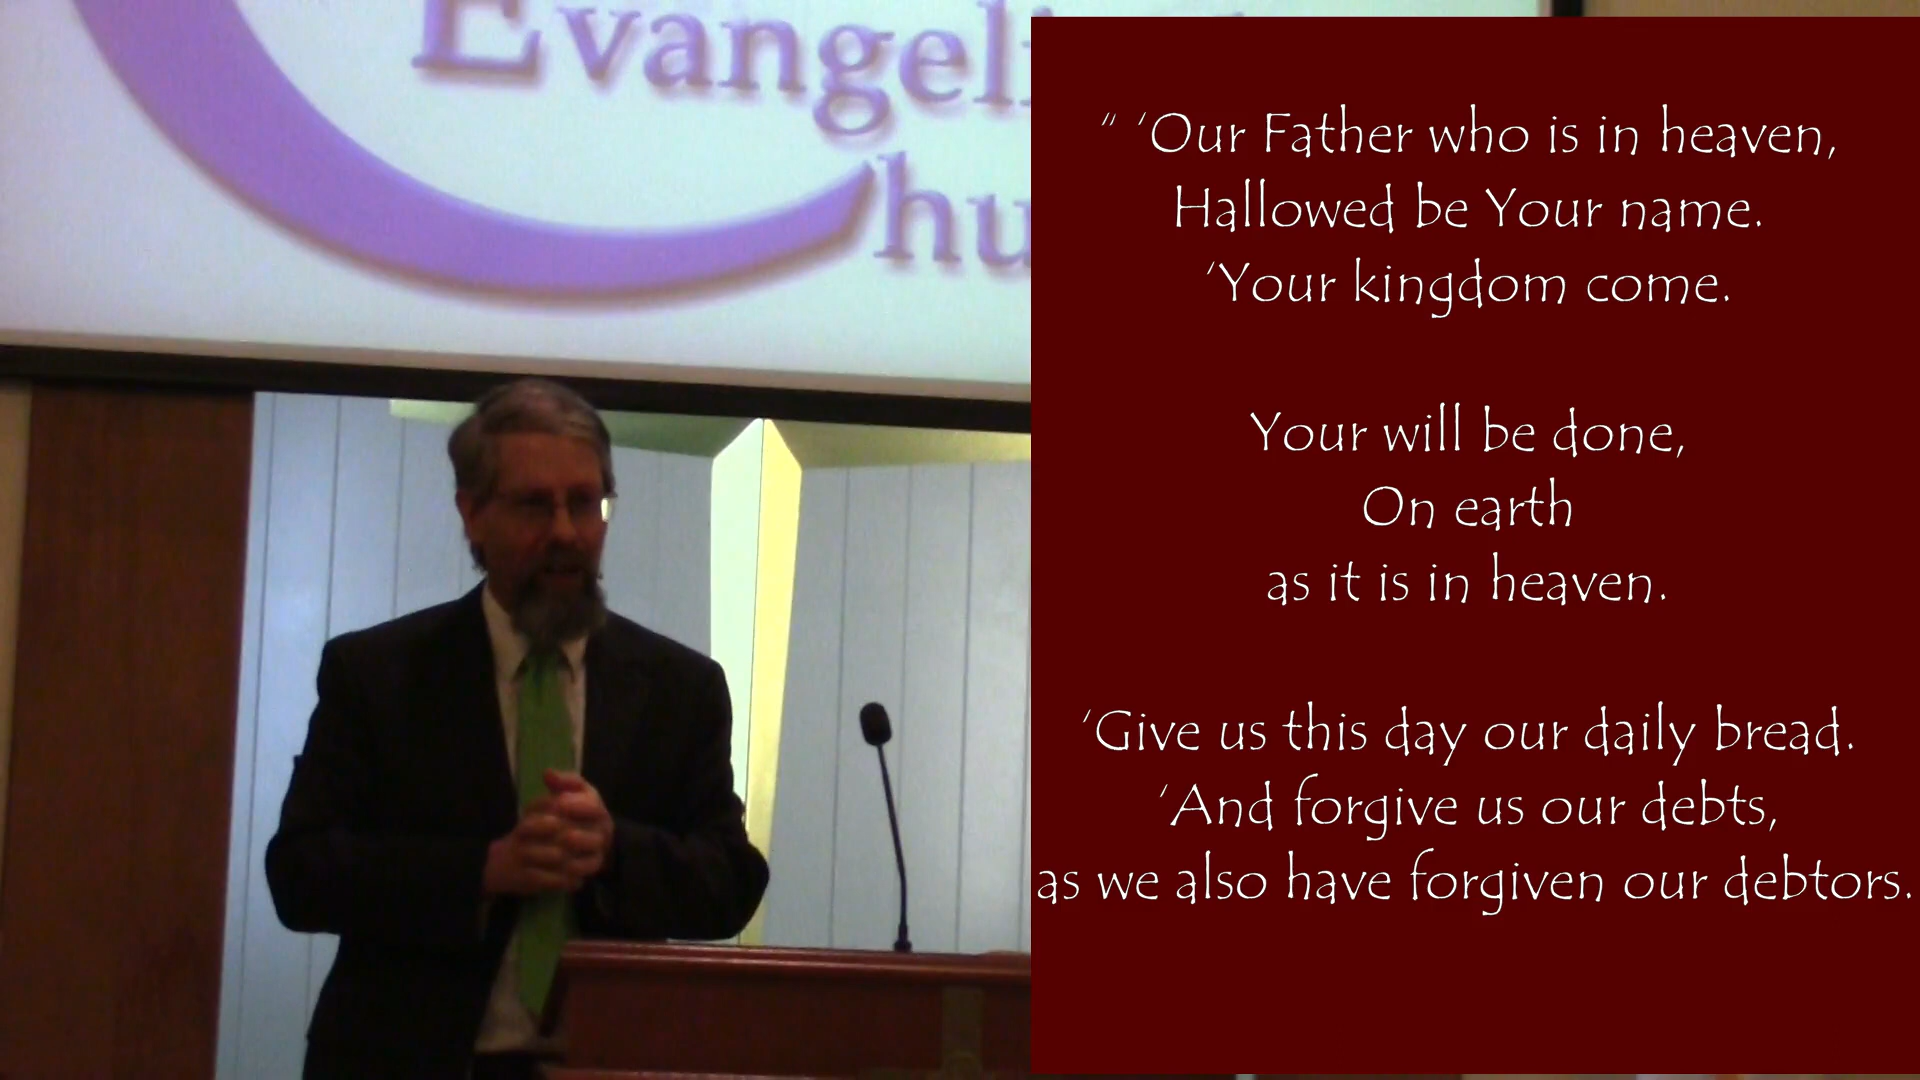 Evangeli
Chu
“ ‘Our Father who is in heaven,
Hallowed be Your name.
‘Your kingdom come.
Your will be done,
On earth
as it is in heaven.
‘Give us this day our daily bread.
‘And forgive us our debts,
as we also have forgiven our debtors.